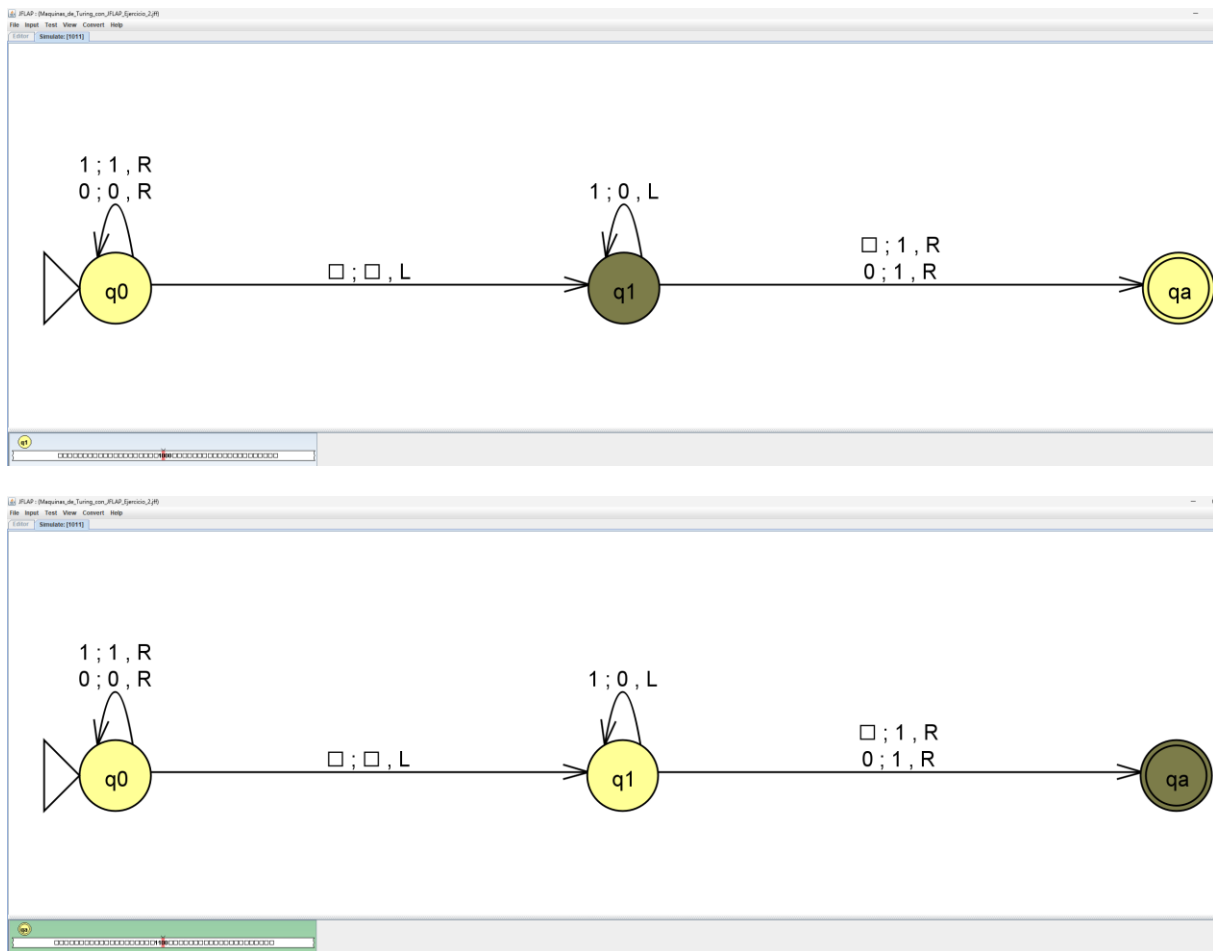 JFLAP : (Maquinas_de_Turing_con_JFLAP_Ejercicio_2.jff)
File Input Test View Convert Help
Editor Simulate: [1011]
1 ; 1 , R
0 ; 0 , R
1 ; 0 , L
□ ; 1 , R
0 ; 1 , R
□ ; □ , L
q0
q1
qa
q1
JFLAP : (Maquinas_de_Turing_con_JFLAP_Ejercicio_2.jff)
File Input Test View Convert Help
Editor Simulate: [1011]
1 ; 1 , R
0 ; 0 , R
1 ; 0 , L
□ ; 1 , R
0 ; 1 , R
□ ; □ , L
q0
q1
qa
qa